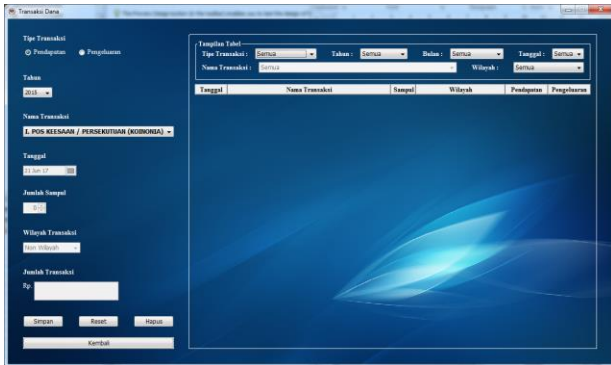 Transaksi Dana
Tipe Transaksi
Pendapatan Pengeluaran
Tahun
2015
Nama Transaksi
I. POS KEESAAN / PERSEKUTUAN (KOINONIA)
Tanggal
11 Jun 17
Jumlah Sampul
Wilayah Transaksi
Non Wilayah
Jumlah Transaksi
Rp.
Simpan Reset Hapus
Kembali
Tampilan Tabel
Tipe Transaksi : Semua Tahun : Semua Bulan : Semua Tanggal : Semua
Nama Transaksi : Semua Wilayah : Semua
Tanggal Nama Transaksi Sampul Wilayah Pendapatan Pengeluaran